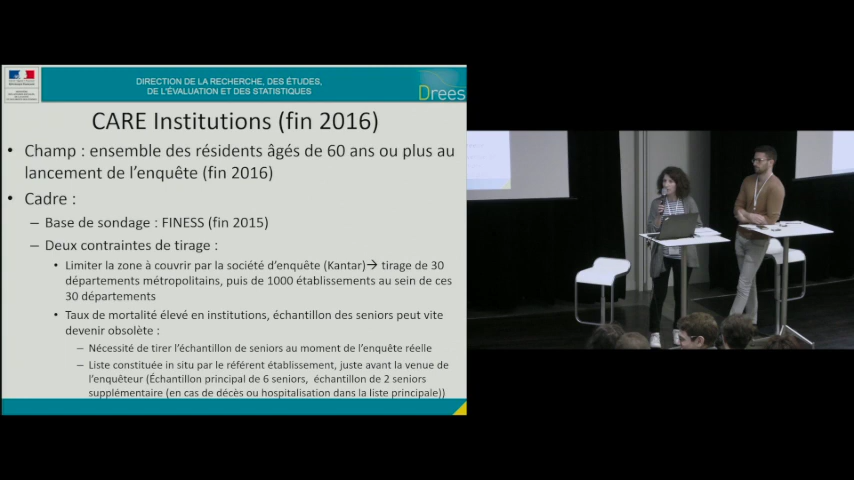 DIRECTION DE LA RECHERCHE, DES ÉTUDES,
DE L'ÉVALUATION ET DES STATISTIQUES
Drees
CARE Institutions (fin 2016)
• Champ : ensemble des résidents âgés de 60 ans ou plus au
lancement de l'enquête (fin 2016)
• Cadre :
– Base de sondage : FINESS (fin 2015)
– Deux contraintes de tirage :
• Limiter la zone à couvrir par la société d'enquête (Kantar)→ tirage de 30
départements métropolitains, puis de 1000 établissements au sein de ces
30 départements
• Taux de mortalité élevé en institutions, échantillon des seniors peut vite
devenir obsolète :
– Nécessité de tirer l'échantillon de seniors au moment de l'enquête réelle
– Liste constituée in situ par le référent établissement, juste avant la venue de
l'enquêteur (Échantillon principal de 6 seniors, échantillon de 2 seniors
supplémentaire (en cas de décès ou hospitalisation dans la liste principale))